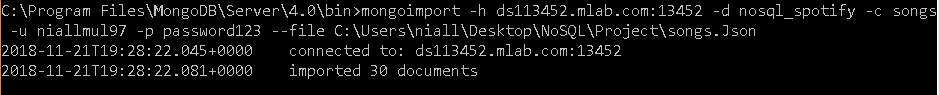 C:\Program Files\MongoDB\Server\4.0\bin>mongoimport -h ds113452.mlab.com:13452 -d nosql_spotify -c songs
-u niallmul97 -p password123 --file C:\Users\niall\Desktop\NoSQL\Project\songs.Json
2018-11-21T19:28:22.045+0000 connected to: ds113452.mlab.com:13452
2018-11-21T19:28:22.081+0000 imported 30 documents